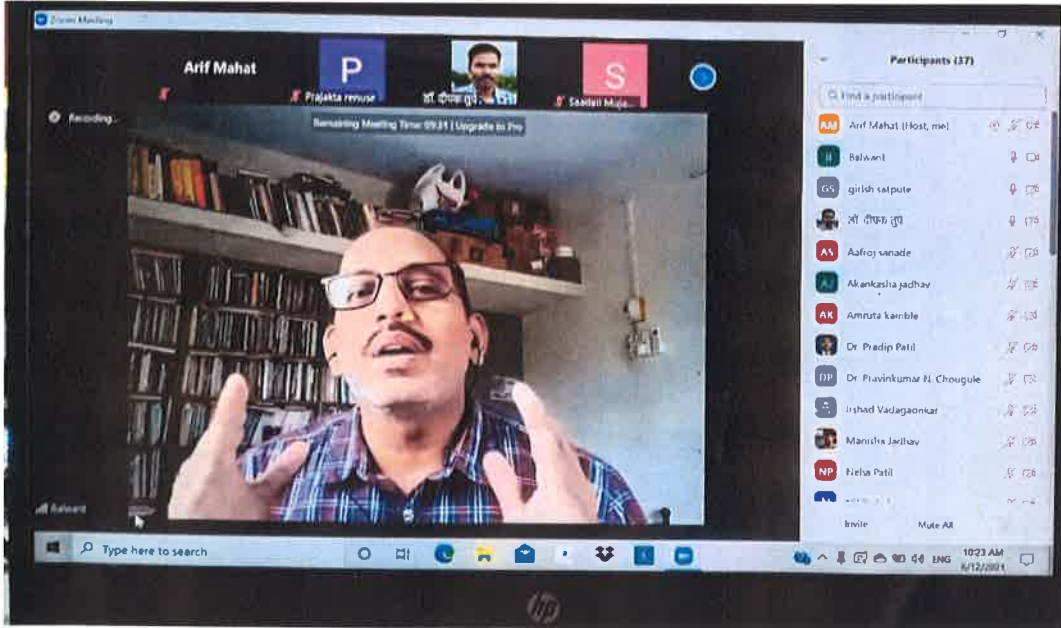 Zoom Meeting
Arif Mahat
P
Prajakta renuse
डॉ. दीपक तुपे
S
Saadali Muja...
Recording...
Remaining Meeting Time: 09:31 | Upgrade to Pro
Balwant
Participants (37)
Find a participant
AM Arif Mahat (Host, me)
B Balwant
GS girish satpute
डॉ. दीपक तुपे
AS Aafroj sanade
AJ Akankasha jadhav
AK Amruta kamble
Dr Pradip Patil
DP Dr Pravinkumar N. Chougule
Irshad Vadagaonkar
Manisha Jadhav
NP Neha Patil
Invite
Mute All
Type here to search
ENG
10:23 AM
6/12/2021
hp